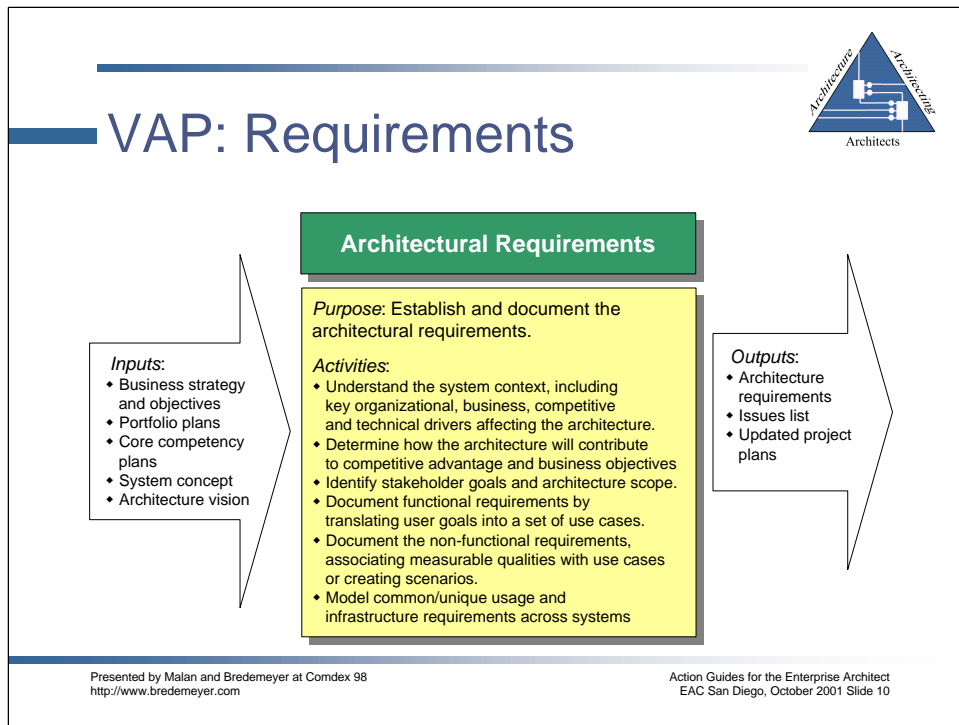 Architecture
Architecting
Architects
VAP: Requirements
Architectural Requirements
Inputs:
◆ Business strategy
and objectives
◆ Portfolio plans
◆ Core competency
plans
◆ System concept
◆ Architecture vision
Purpose: Establish and document the
architectural requirements.
Activities:
◆ Understand the system context, including
key organizational, business, competitive
and technical drivers affecting the architecture.
◆ Determine how the architecture will contribute
to competitive advantage and business objectives
◆ Identify stakeholder goals and architecture scope.
◆ Document functional requirements by
translating user goals into a set of use cases.
◆ Document the non-functional requirements,
associating measurable qualities with use cases
or creating scenarios.
◆ Model common/unique usage and
infrastructure requirements across systems
Outputs:
◆ Architecture
requirements
◆ Issues list
◆ Updated project
plans
Presented by Malan and Bredemeyer at Comdex 98
http://www.bredemeyer.com
Action Guides for the Enterprise Architect
EAC San Diego, October 2001 Slide 10